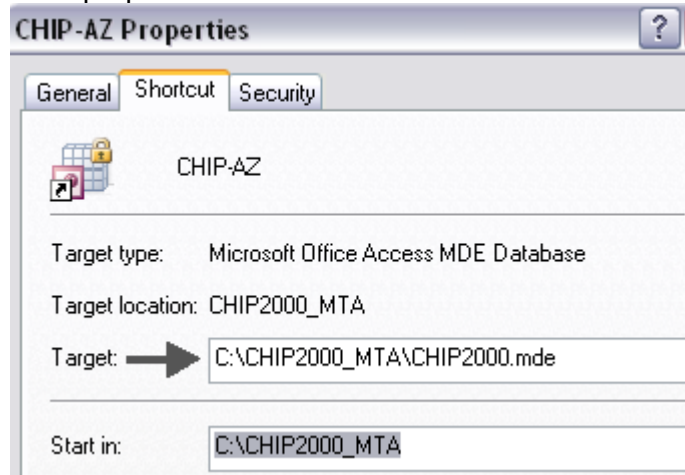 CHIP-AZ Properties ?
General Shortcut Security
CHIP-AZ
Target type: Microsoft Office Access MDE Database
Target location: CHIP2000_MTA
Target: C:\CHIP2000_MTA\CHIP2000.mde
Start in: C:\CHIP2000_MTA